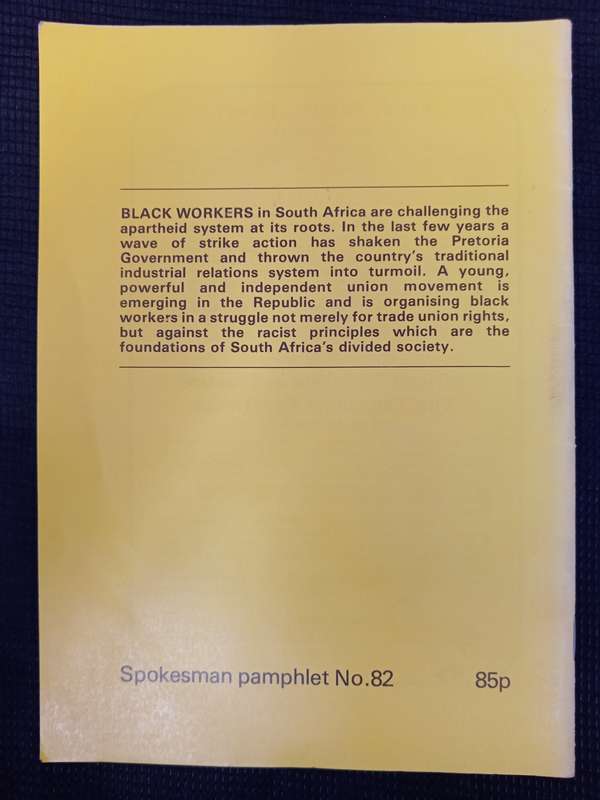 BLACK WORKERS in South Africa are challenging the
apartheid system at its roots. In the last few years a
wave of strike action has shaken the Pretoria
Government and thrown the country's traditional
industrial relations system into turmoil. A young,
powerful and independent union movement is
emerging in the Republic and is organising black
workers in a struggle not merely for trade union rights,
but against the racist principles which are the
foundations of South Africa's divided society.
Spokesman pamphlet No.82 85p